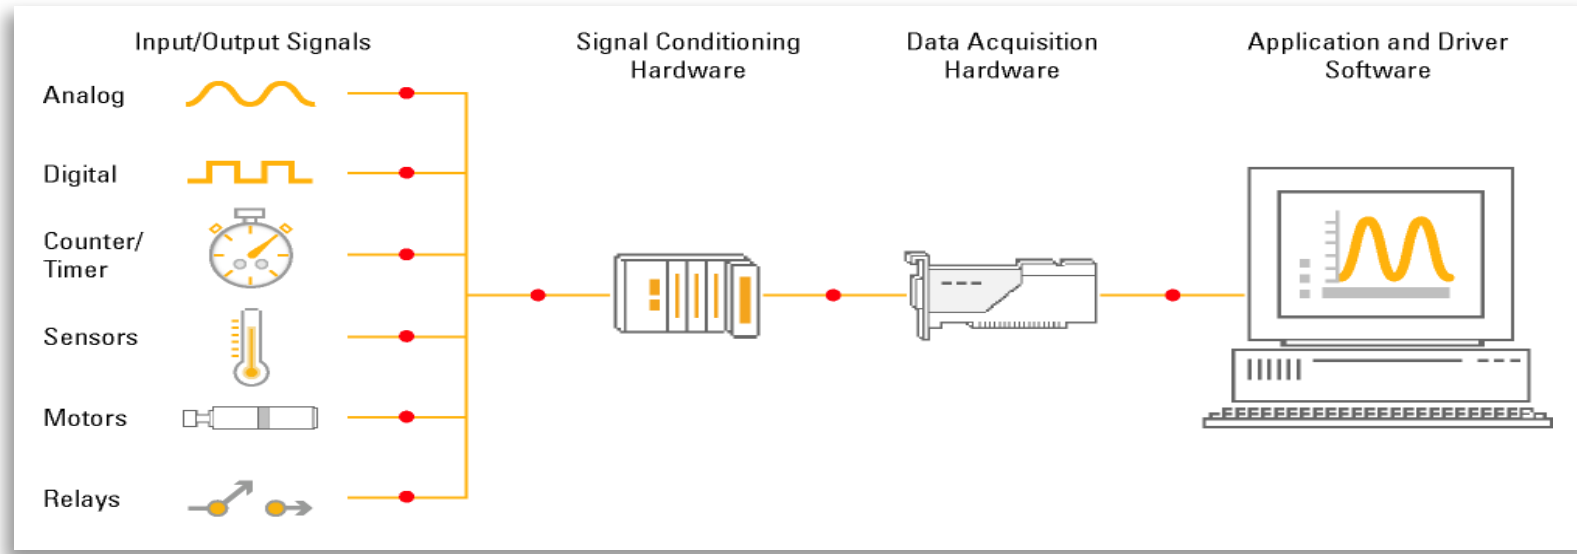 Input/Output Signals
Signal Conditioning
Hardware
Data Acquisition
Hardware
Application and Driver
Software
Analog
Digital
Counter/
Timer
Sensors
Motors
Relays